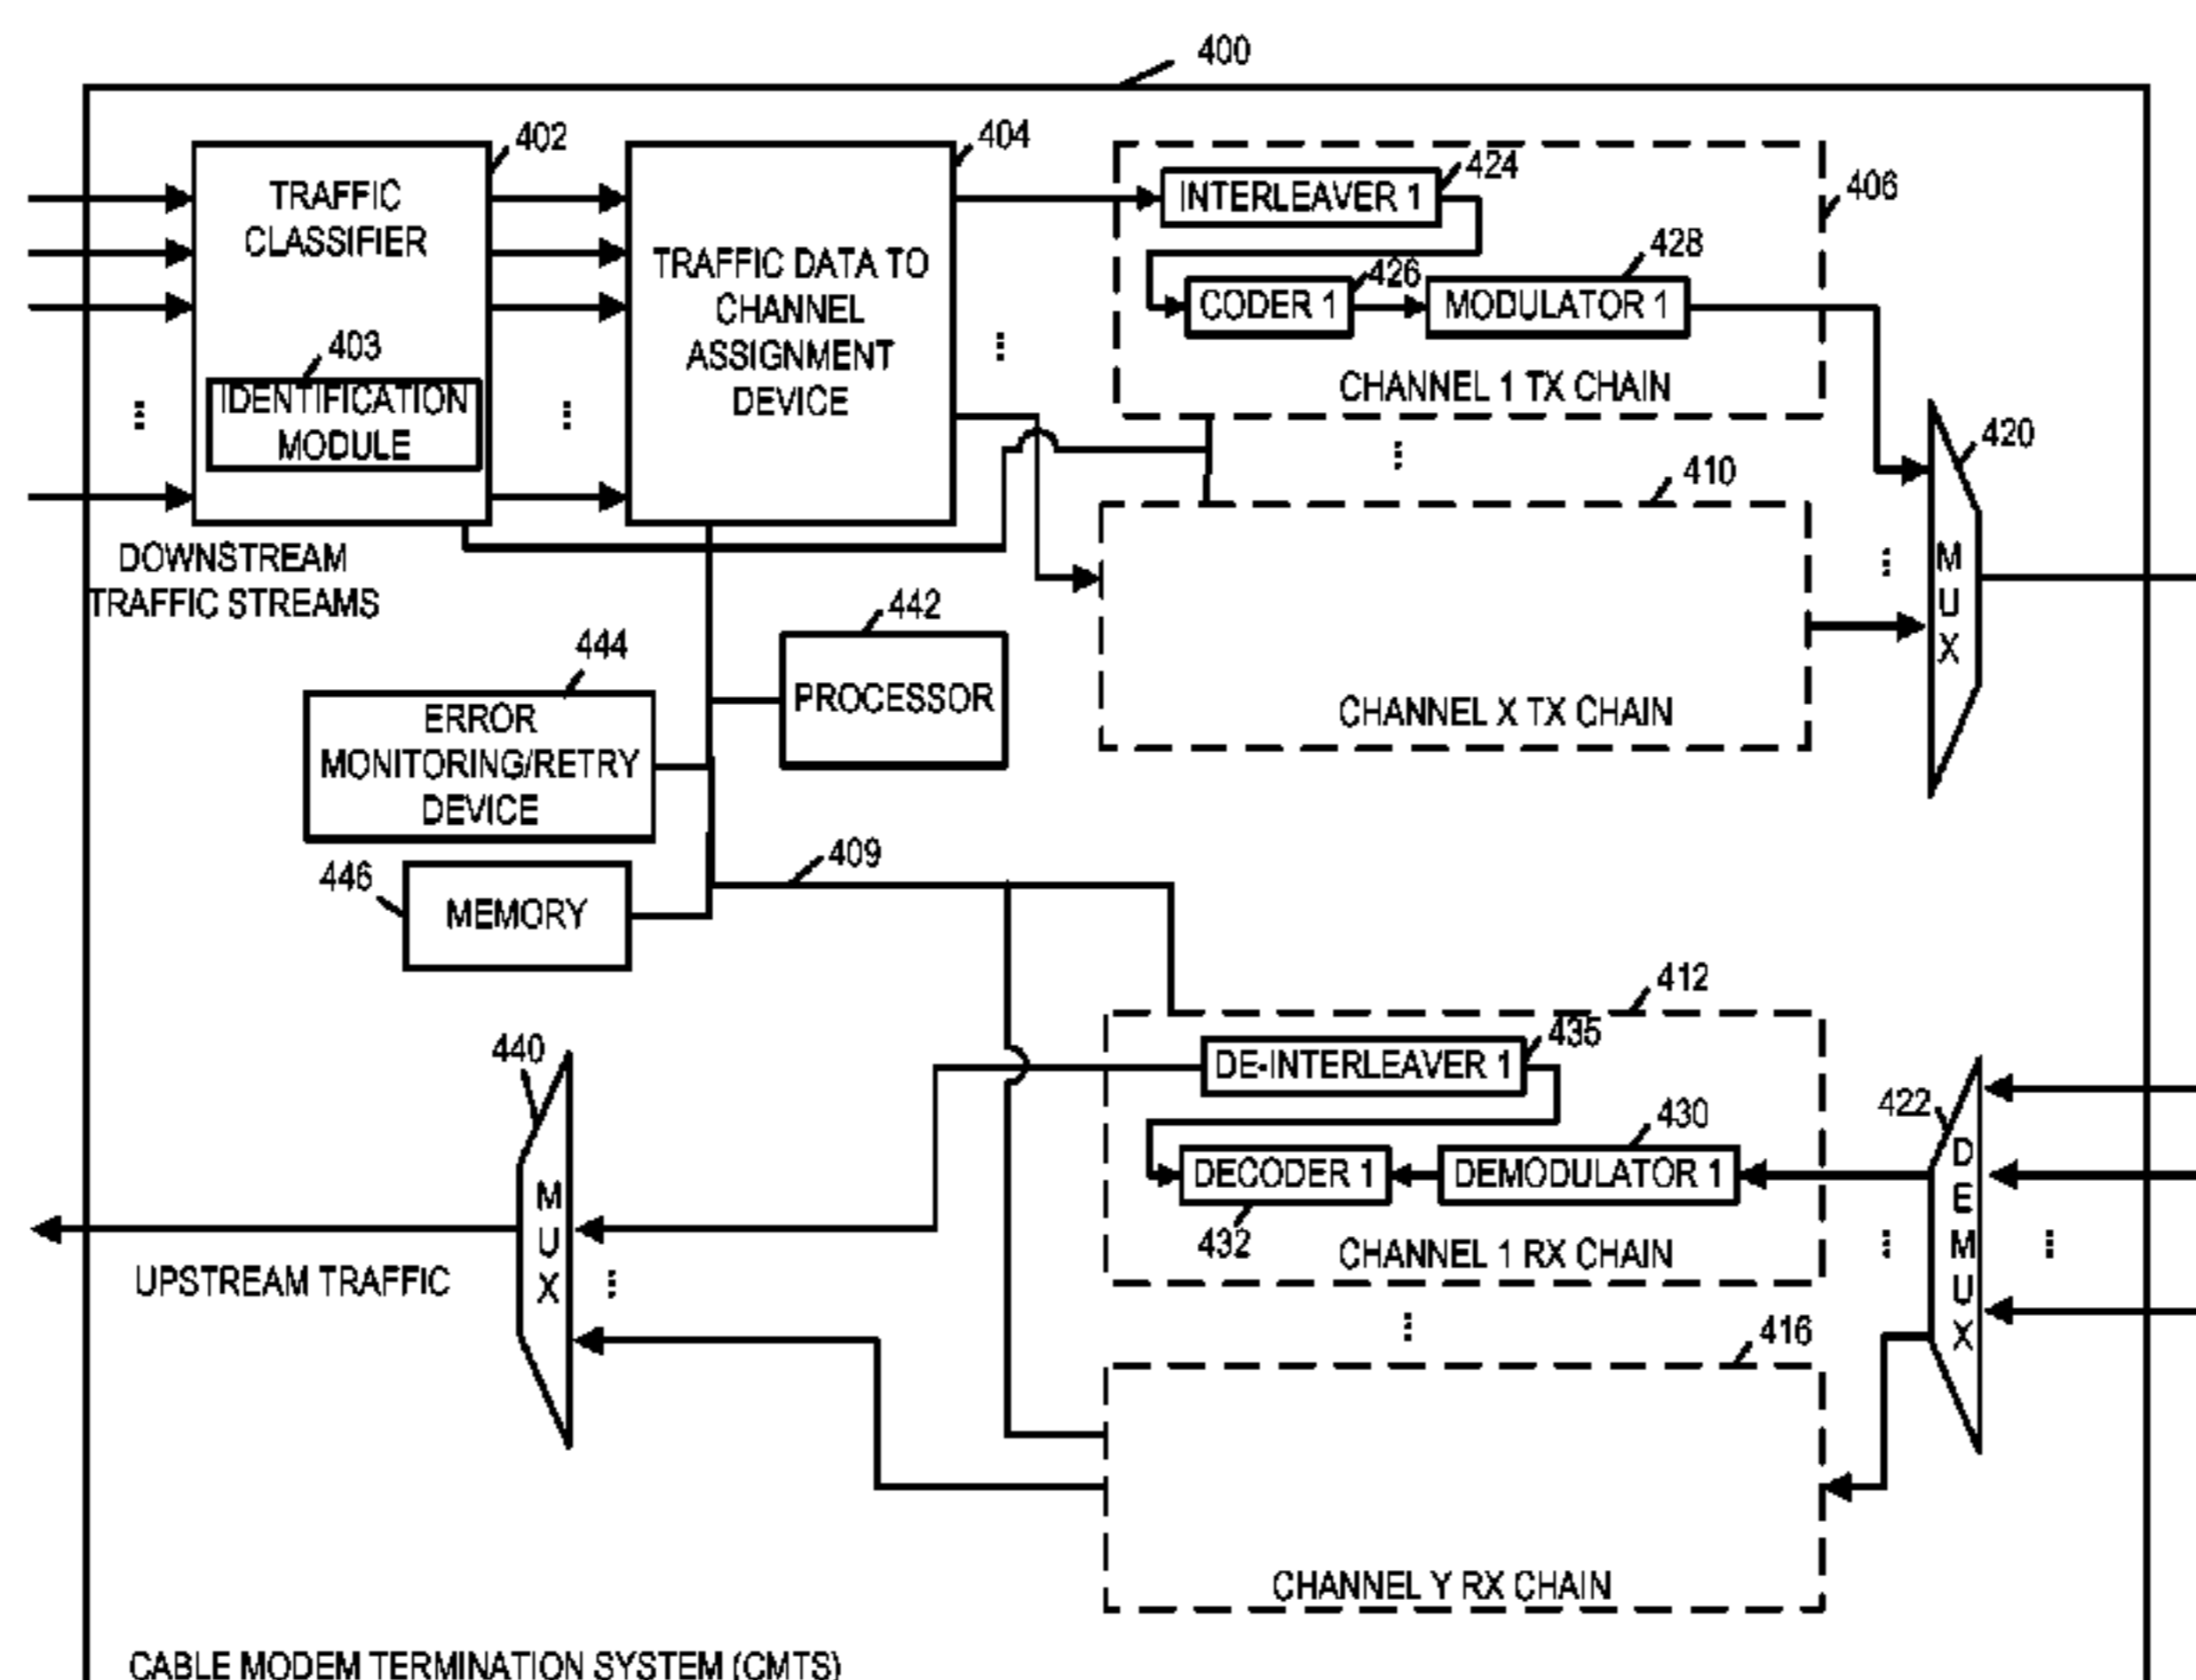 400
402
TRAFFIC
CLASSIFIER
403
IDENTIFICATION
MODULE
404
TRAFFIC DATA TO
CHANNEL
ASSIGNMENT
DEVICE
424
INTERLEAVER 1
406
426
428
CODER 1
MODULATOR 1
CHANNEL 1 TX CHAIN
420
410
M
U
X
CHANNEL X TX CHAIN
DOWNSTREAM
TRAFFIC STREAMS
442
PROCESSOR
444
ERROR
MONITORING/RETRY
DEVICE
409
446
MEMORY
412
435
DE-INTERLEAVER 1
430
DECODER 1
DEMODULATOR 1
432
CHANNEL 1 RX CHAIN
422
D
E
M
U
X
440
M
U
X
UPSTREAM TRAFFIC
416
CHANNEL Y RX CHAIN
CABLE MODEM TERMINATION SYSTEM (CMTS)